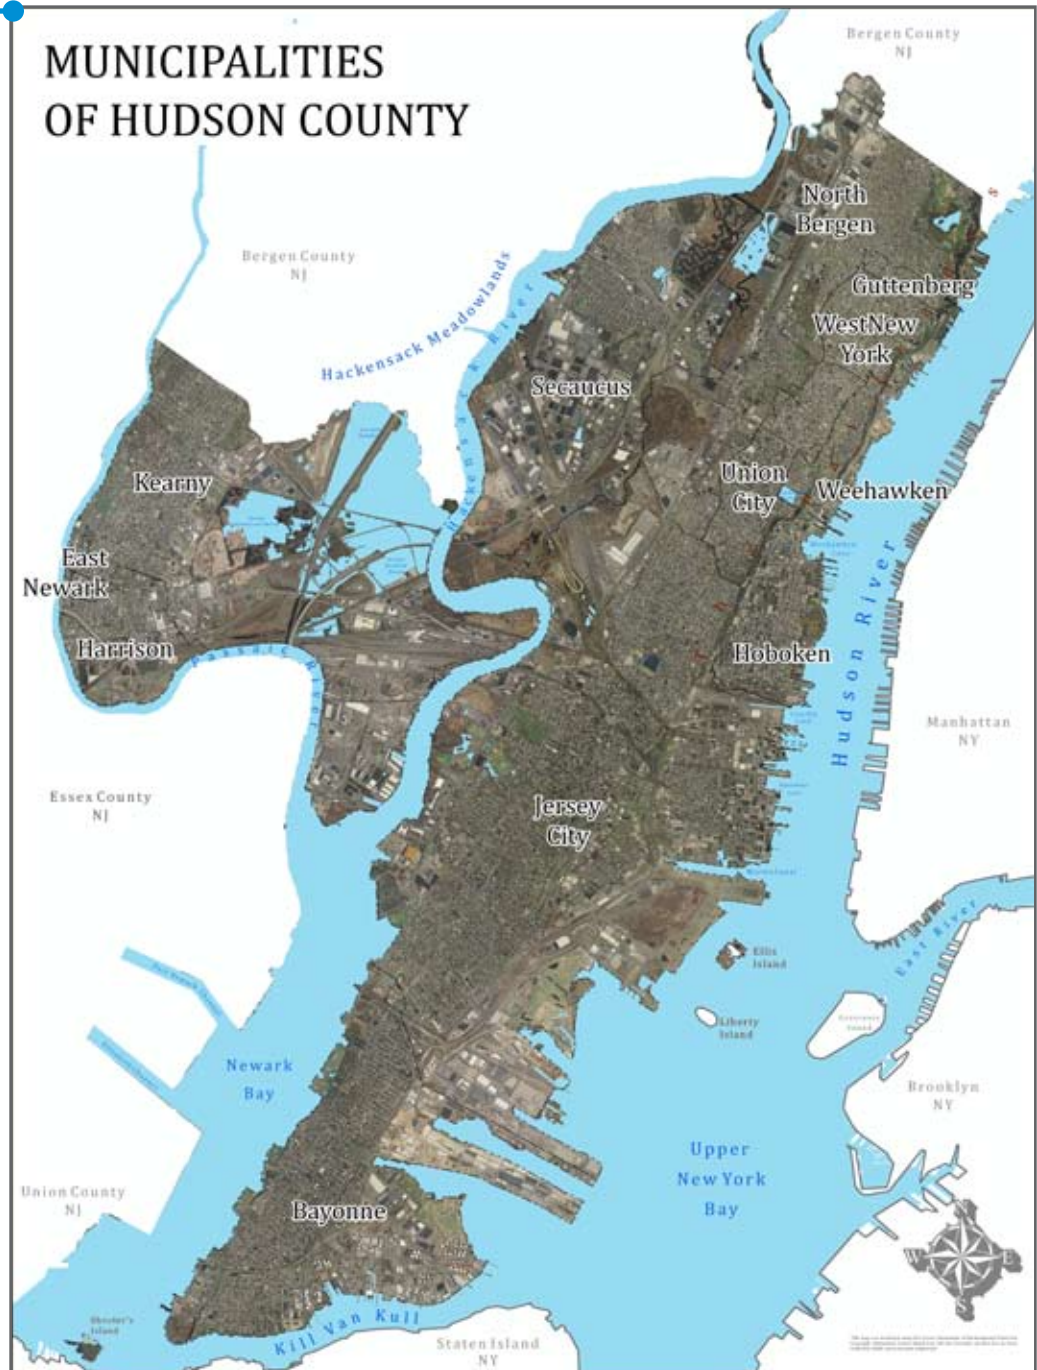 MUNICIPALITIES
OF HUDSON COUNTY
Bergen County
NJ
North
Bergen
Bergen County
NJ
Hackensack Meadowlands
Hackensack River
Guttenberg
WestNew
York
Secaucus
Kearny
Union
City
Weehawken
East
Newark
Harrison
Passaic River
Hoboken
Hudson River
Manhattan
NY
Essex County
NJ
Jersey
City
East River
Ellis
Island
Liberty
Island
Newark
Bay
Brooklyn
NY
Upper
New York
Bay
Union County
NJ
Bayonne
W
E
S
Kill Van Kull
Staten Island
NY
Island